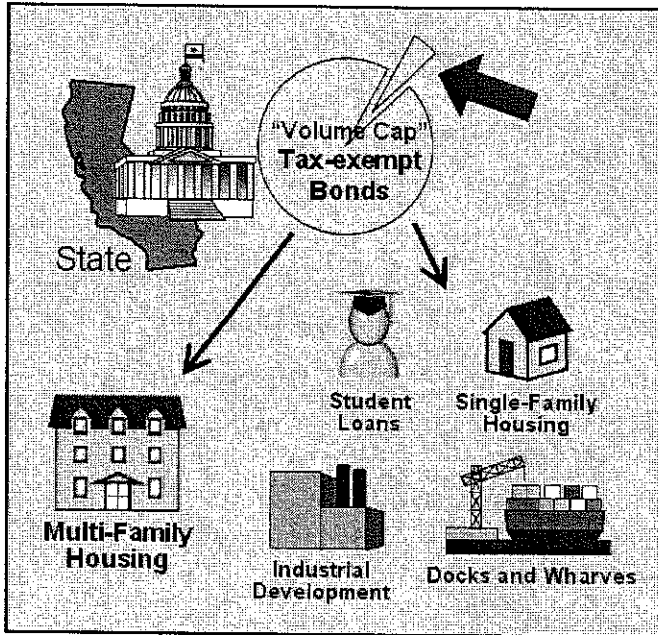 "Volume Cap"
Tax-exempt
Bonds
State
Student
Loans
Single-Family
Housing
Multi-Family
Housing
Industrial
Development
Docks and Wharves